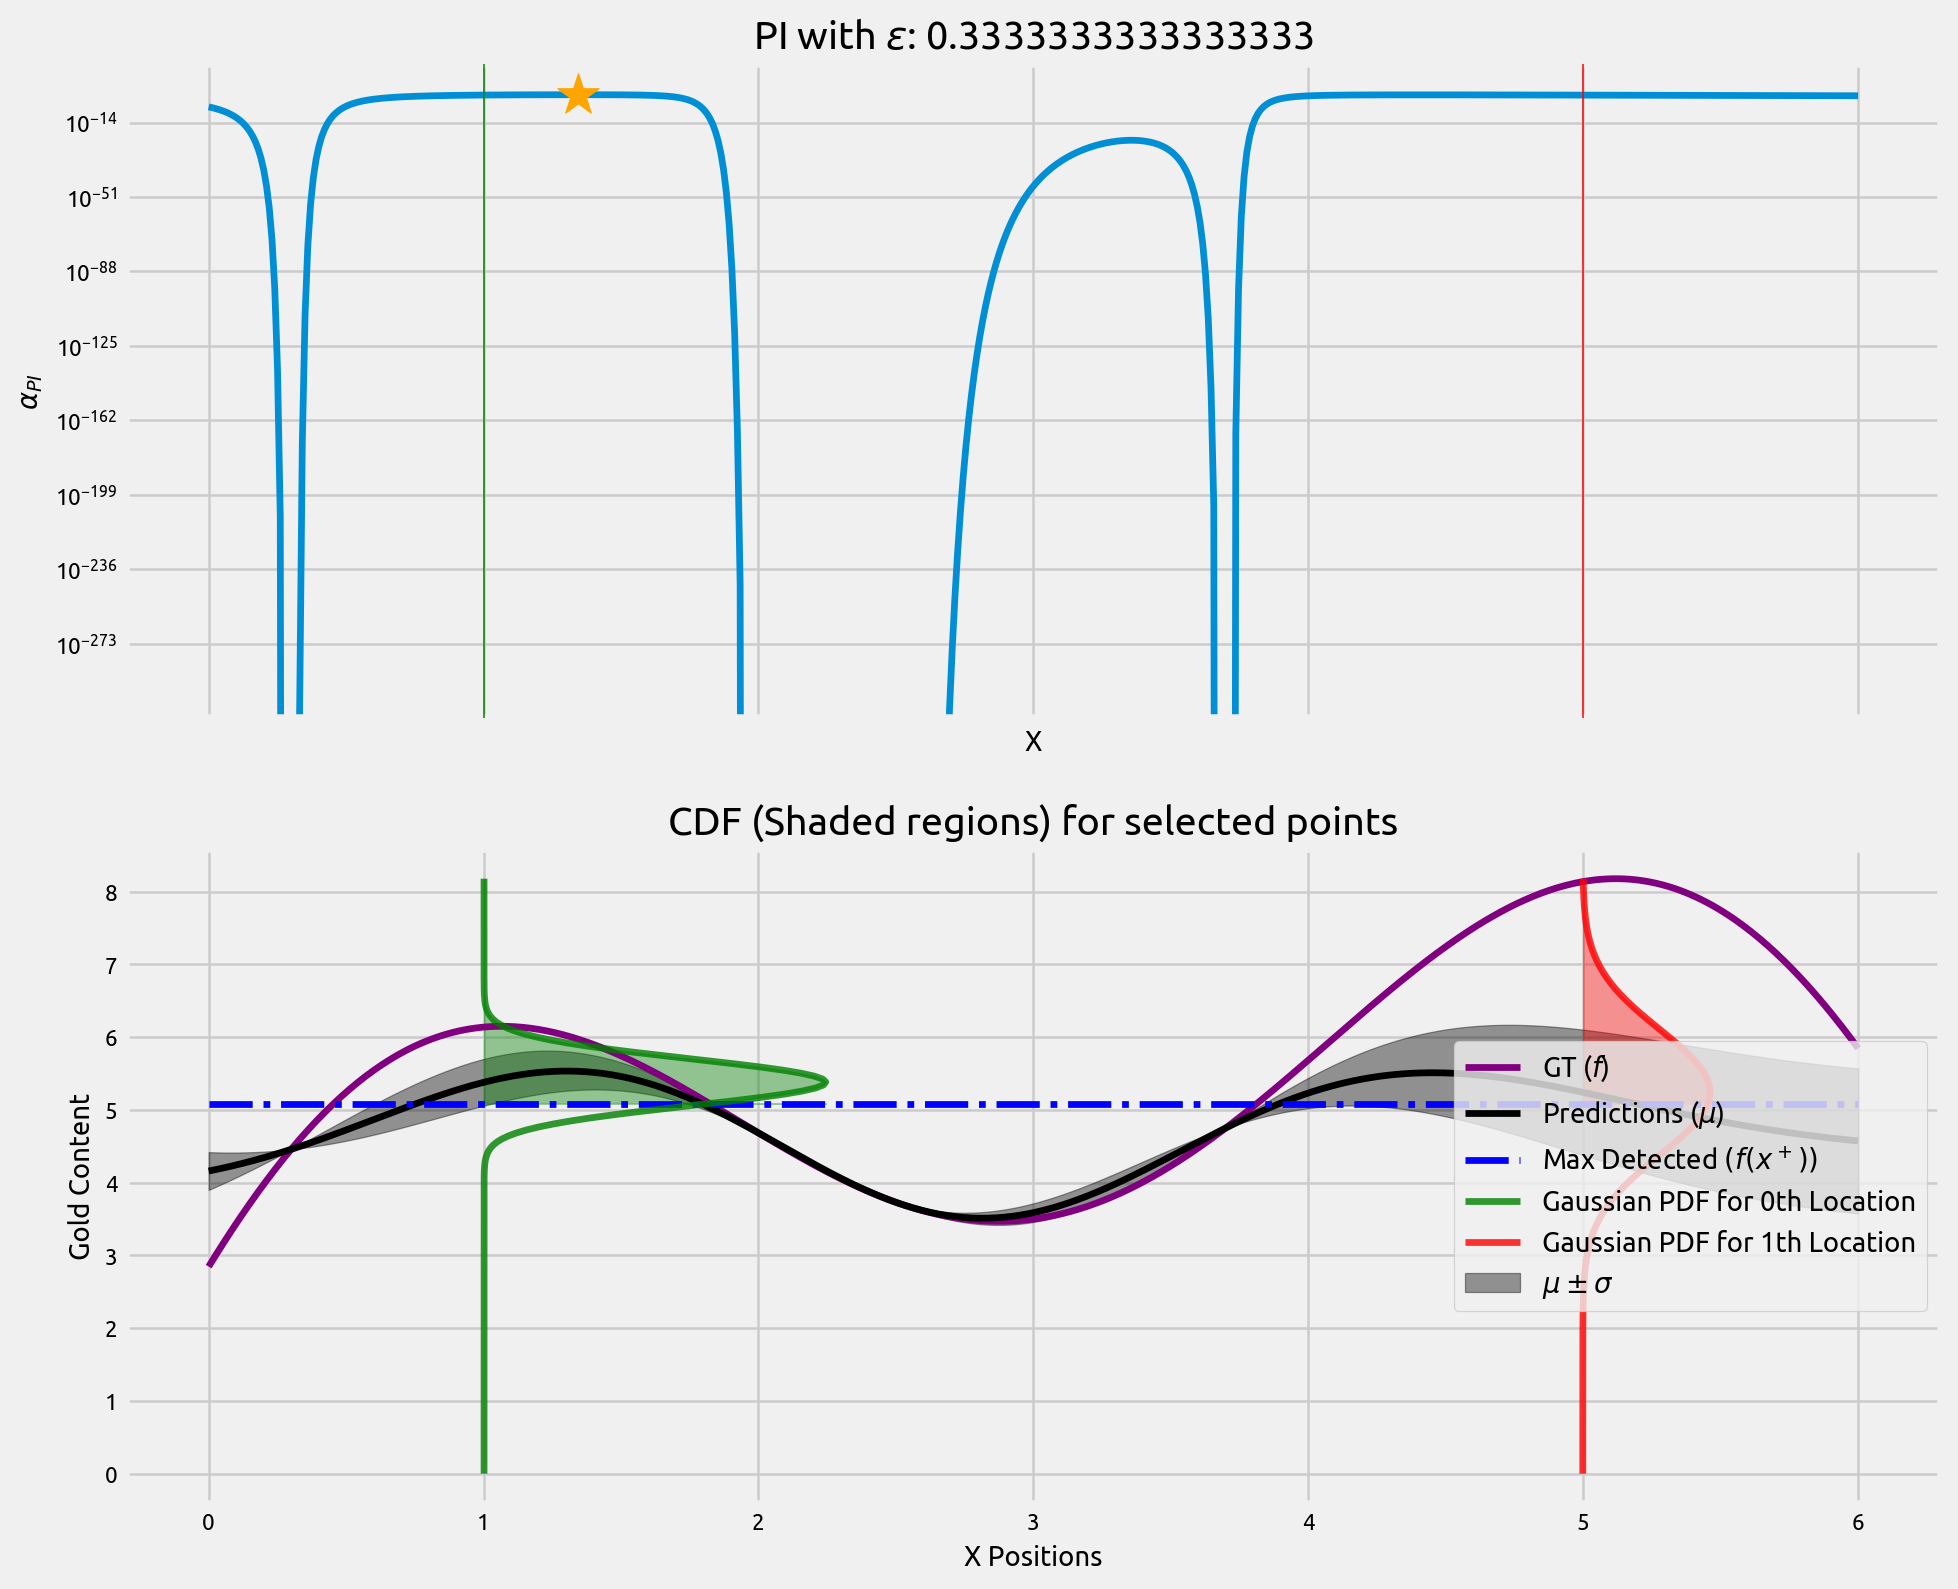 PI with ε: 0.3333333333333333
10⁻¹⁴
10⁻⁵¹
10⁻⁸⁸
10⁻¹²⁵
10⁻¹⁶²
10⁻¹⁹⁹
10⁻²³⁶
10⁻²⁷³
α_PI
X
CDF (Shaded regions) for selected points
8
7
6
5
4
3
2
1
0
Gold Content
GT (f)
Predictions (μ)
Max Detected (f(x⁺))
Gaussian PDF for 0th Location
Gaussian PDF for 1th Location
μ ± σ
0 1 2 3 4 5 6
X Positions